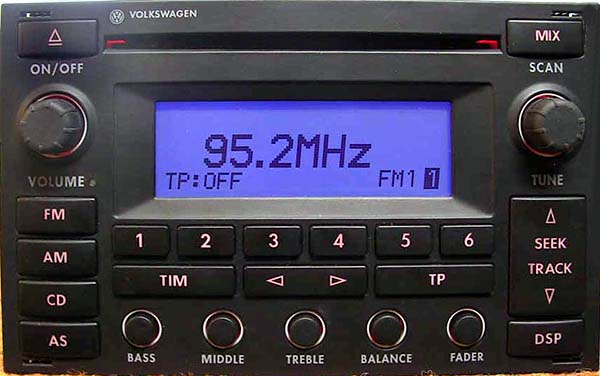 VOLKSWAGEN
MIX
ON/OFF
SCAN
95.2MHz
TP:OFF FM1 1
VOLUME
TUNE
FM
1 2 3 4 5 6
SEEK
AM
TRACK
TIM TP
CD
AS
DSP
BASS MIDDLE TREBLE BALANCE FADER